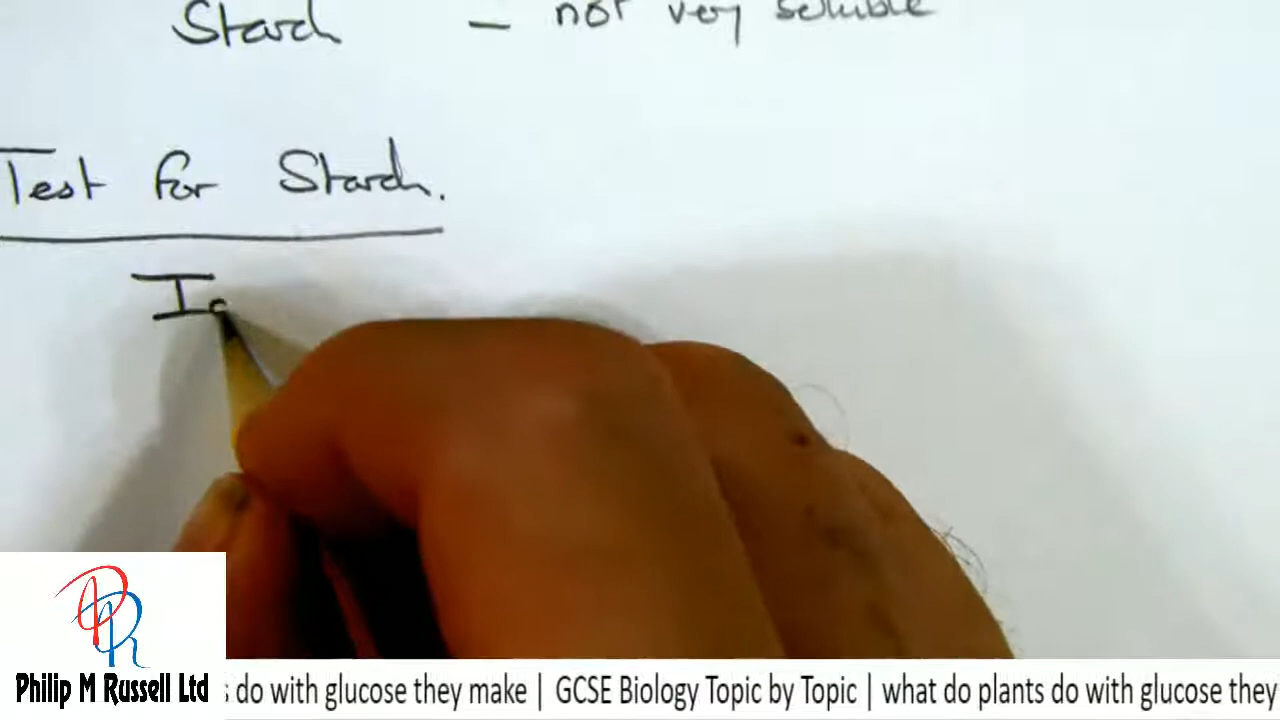 Starch - not very soluble
Test for Starch.
Io
Philip M Russell Ltd
s do with glucose they make | GCSE Biology Topic by Topic | what do plants do with glucose they